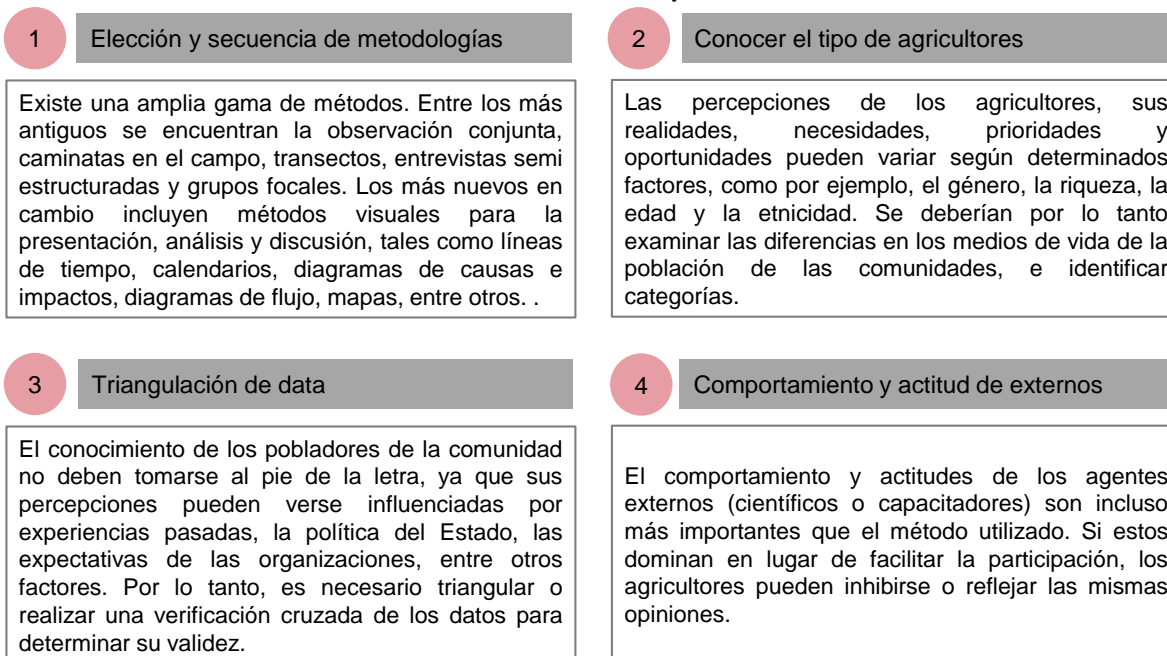 1
Elección y secuencia de metodologías
Existe una amplia gama de métodos. Entre los más
antiguos se encuentran la observación conjunta,
caminatas en el campo, transectos, entrevistas semi
estructuradas y grupos focales. Los más nuevos en
cambio incluyen métodos visuales para la
presentación, análisis y discusión, tales como líneas
de tiempo, calendarios, diagramas de causas e
impactos, diagramas de flujo, mapas, entre otros. .
2
Conocer el tipo de agricultores
Las percepciones de los agricultores, sus
realidades, necesidades, prioridades y
oportunidades pueden variar según determinados
factores, como por ejemplo, el género, la riqueza, la
edad y la etnicidad. Se deberían por lo tanto
examinar las diferencias en los medios de vida de la
población de las comunidades, e identificar
categorías.
3
Triangulación de data
El conocimiento de los pobladores de la comunidad
no deben tomarse al pie de la letra, ya que sus
percepciones pueden verse influenciadas por
experiencias pasadas, la política del Estado, las
expectativas de las organizaciones, entre otros
factores. Por lo tanto, es necesario triangular o
realizar una verificación cruzada de los datos para
determinar su validez.
4
Comportamiento y actitud de externos
El comportamiento y actitudes de los agentes
externos (científicos o capacitadores) son incluso
más importantes que el método utilizado. Si estos
dominan en lugar de facilitar la participación, los
agricultores pueden inhibirse o reflejar las mismas
opiniones.